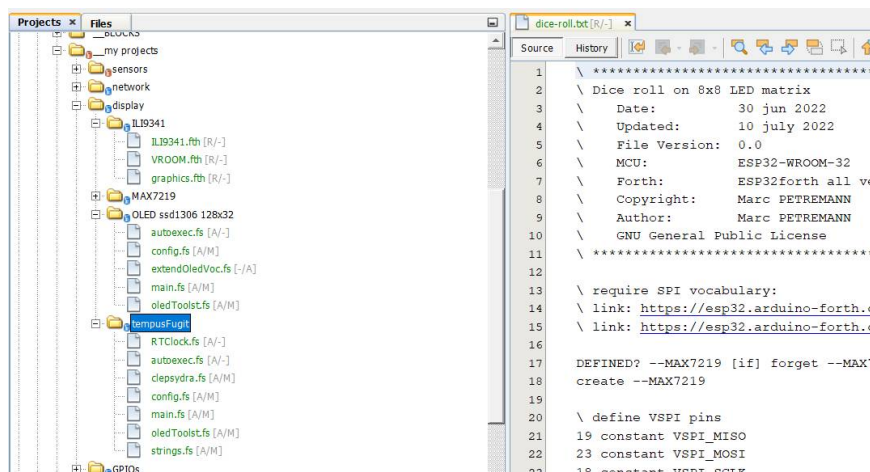 Projects × Files
__BLOCKS
__my projects
sensors
network
display
ILI9341
ILI9341.fth [R/-]
VROOM.fth [R/-]
graphics.fth [R/-]
MAX7219
OLED ssd1306 128x32
autoexec.fs [A/-]
config.fs [A/M]
extendOledVoc.fs [-/A]
main.fs [A/M]
oledToolst.fs [A/M]
tempusFugit
RTClock.fs [A/-]
autoexec.fs [A/-]
clepsydra.fs [A/M]
config.fs [A/M]
main.fs [A/M]
oledToolst.fs [A/M]
strings.fs [A/M]
GPIOs
dice-roll.txt [R/-] ×
Source History
1 \ **********************************
2 \ Dice roll on 8x8 LED matrix
3 \ Date: 30 jun 2022
4 \ Updated: 10 july 2022
5 \ File Version: 0.0
6 \ MCU: ESP32-WROOM-32
7 \ Forth: ESP32forth all ve
8 \ Copyright: Marc PETREMANN
9 \ Author: Marc PETREMANN
10 \ GNU General Public License
11 \ **********************************
12
13 \ require SPI vocabulary:
14 \ link: https://esp32.arduino-forth.
15 \ link: https://esp32.arduino-forth.
16
17 DEFINED? --MAX7219 [if] forget --MAX7
18 create --MAX7219
19
20 \ define VSPI pins
21 19 constant VSPI_MISO
22 23 constant VSPI_MOSI
23 18 constant VSPI_SCLK